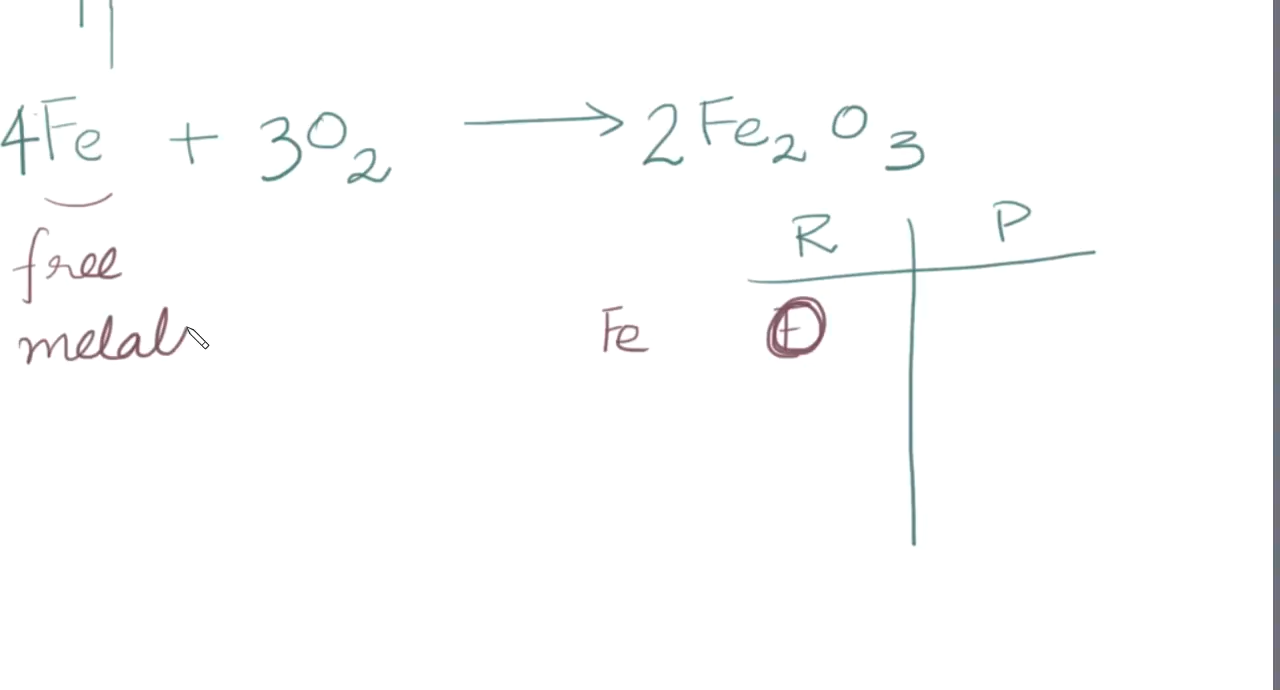 4Fe + 3O₂ → 2Fe₂O₃
R P
free
metal
Fe